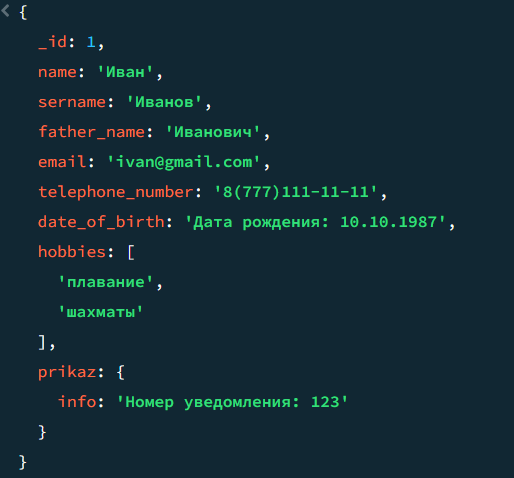 {
_id: 1,
name: 'Иван',
sername: 'Иванов',
father_name: 'Иванович',
email: 'ivan@gmail.com',
telephone_number: '8(777)111-11-11',
date_of_birth: 'Дата рождения: 10.10.1987',
hobbies: [
'плавание',
'шахматы'
],
prikaz: {
info: 'Номер уведомления: 123'
}
}